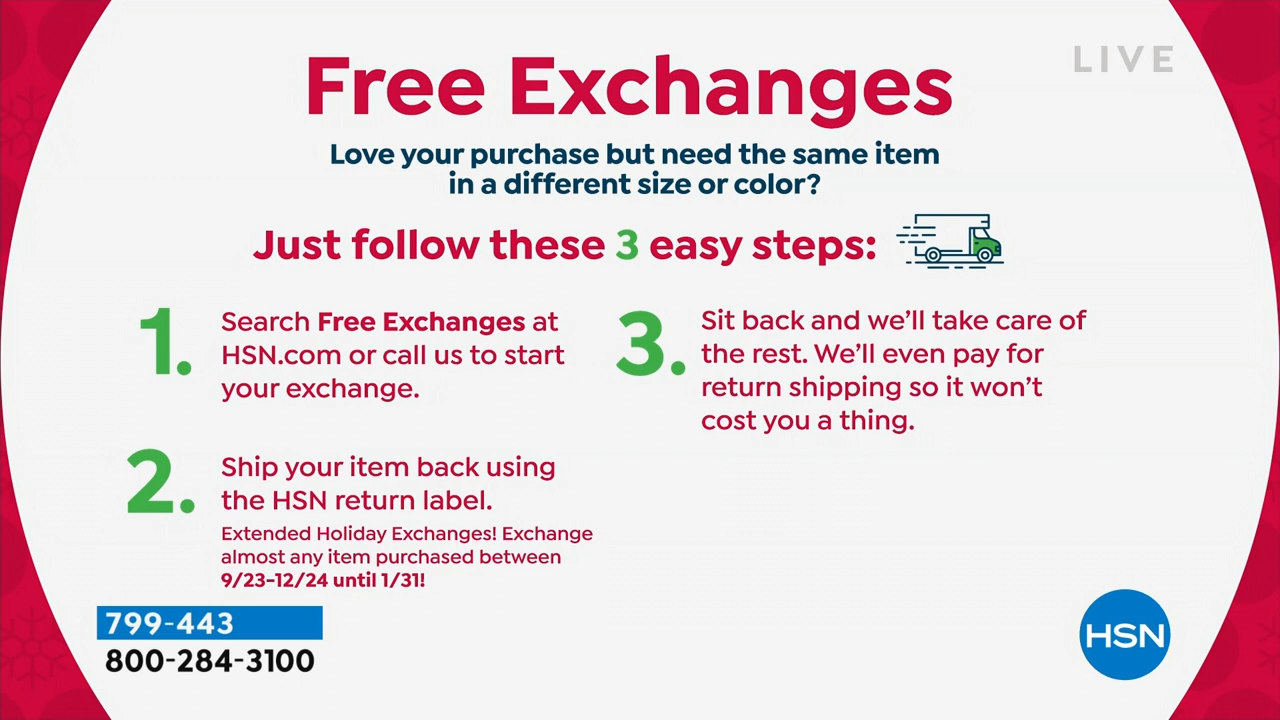 LIVE
Free Exchanges
Love your purchase but need the same item
in a different size or color?
Just follow these 3 easy steps:
1.
Search Free Exchanges at
HSN.com or call us to start
your exchange.
2.
Ship your item back using
the HSN return label.
Extended Holiday Exchanges! Exchange
almost any item purchased between
9/23-12/24 until 1/31!
3.
Sit back and we'll take care of
the rest. We'll even pay for
return shipping so it won't
cost you a thing.
799-443
800-284-3100
HSN